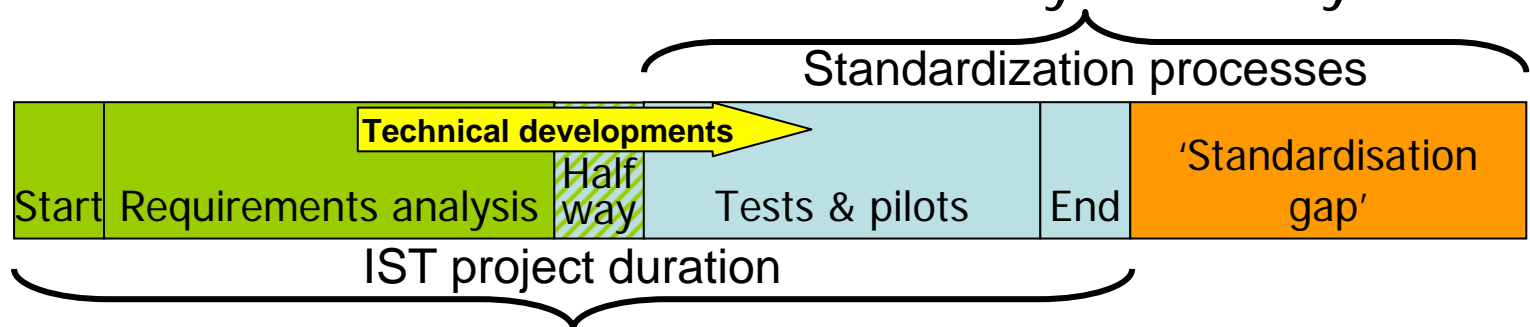 Standardization processes
Technical developments
'Standardisation
gap'
Half
way
Start
Requirements analysis
Tests & pilots
End
IST project duration